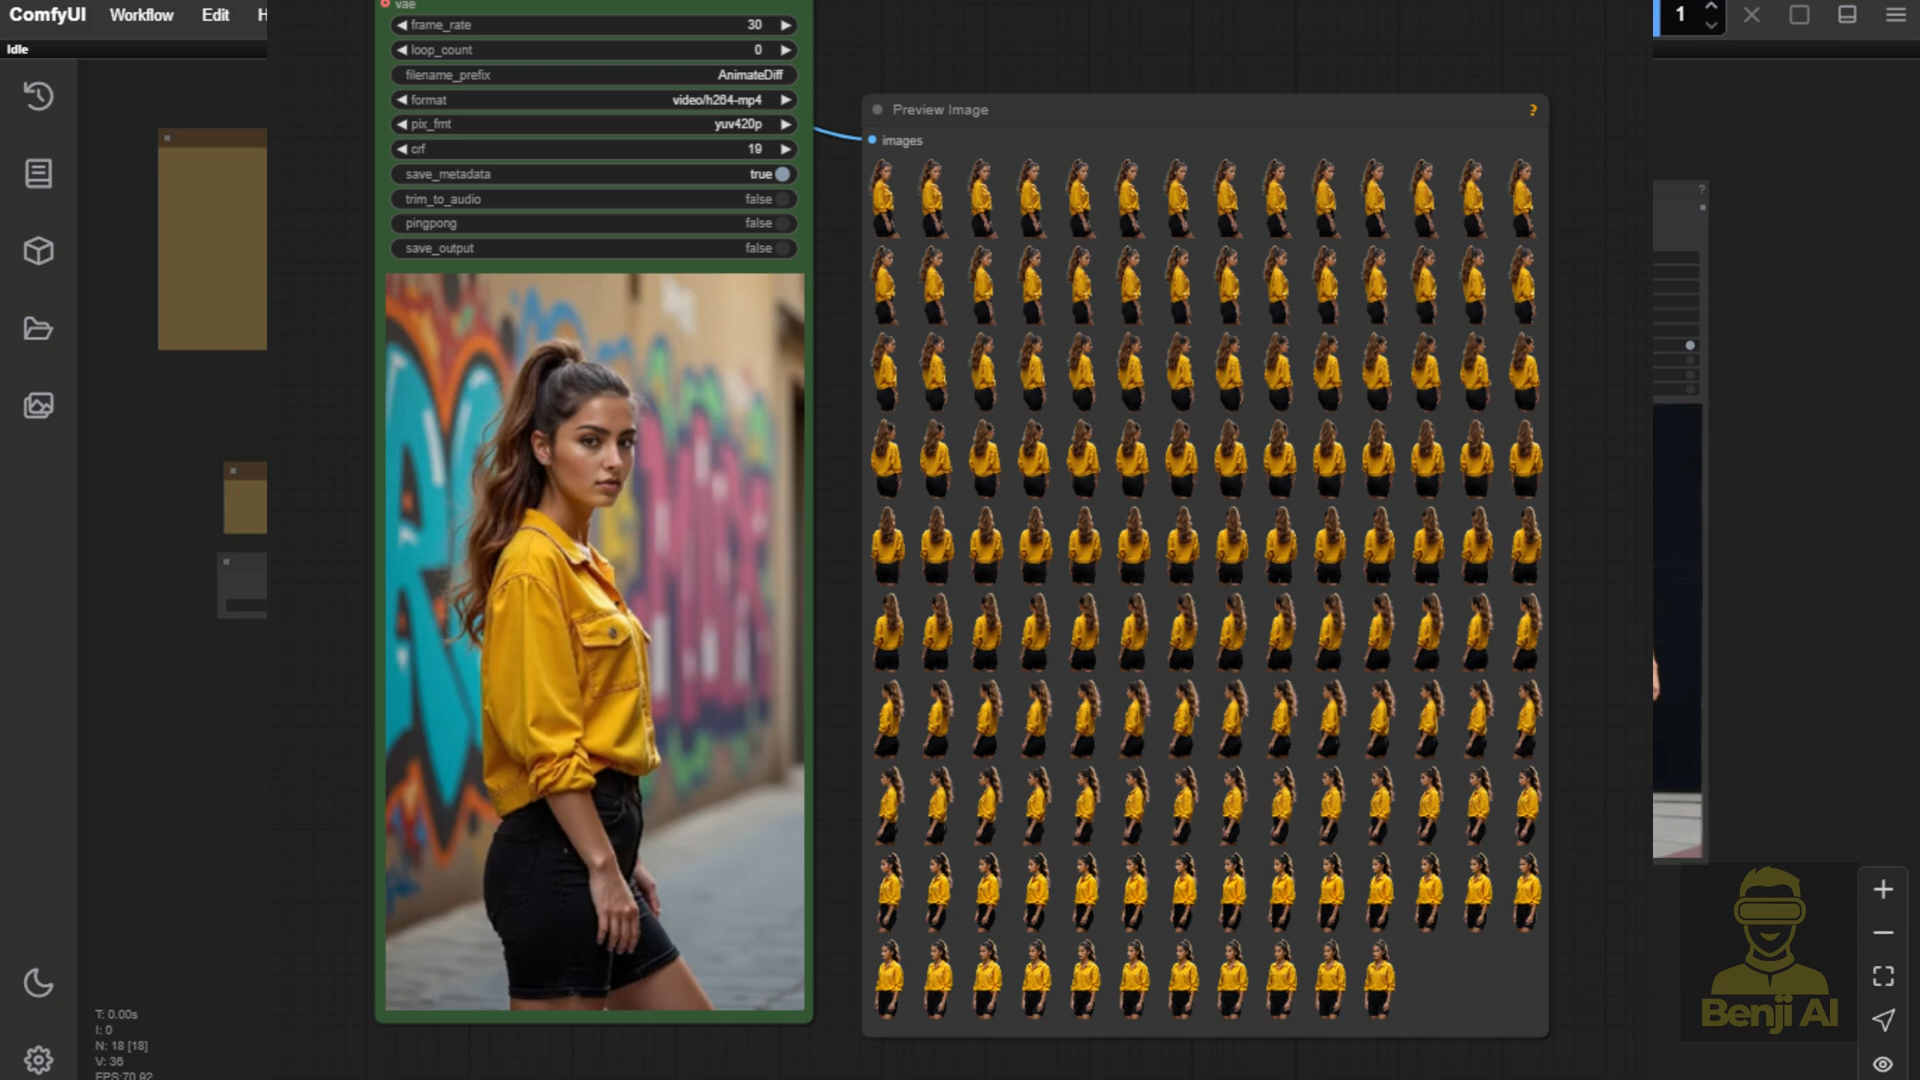 ComfyUI Workflow Edit H
1
Idle
vae
frame_rate 30
loop_count 0
filename_prefix AnimateDiff
format video/h264-mp4
pix_fmt yuv420p
crf 19
save_metadata true
trim_to_audio false
pingpong false
save_output false
Preview Image ?
images
?
T: 0.00s
I: 0
N: 18 [18]
V: 36
FPS:70.92
Benji AI